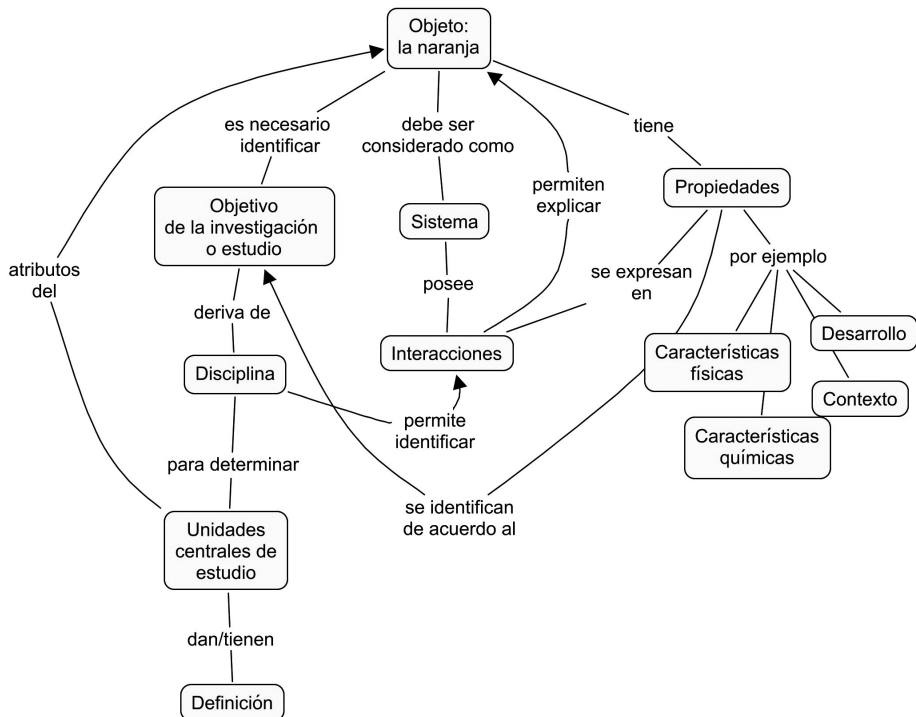 Objeto:
la naranja
es necesario
identificar
debe ser
considerado como
tiene
permiten
explicar
Propiedades
Objetivo
de la investigación
o estudio
Sistema
atributos
del
posee
se expresan
en
por ejemplo
deriva de
Interacciones
Características
físicas
Desarrollo
Disciplina
Contexto
permite
identificar
Características
químicas
para determinar
se identifican
de acuerdo al
Unidades
centrales de
estudio
dan/tienen
Definición